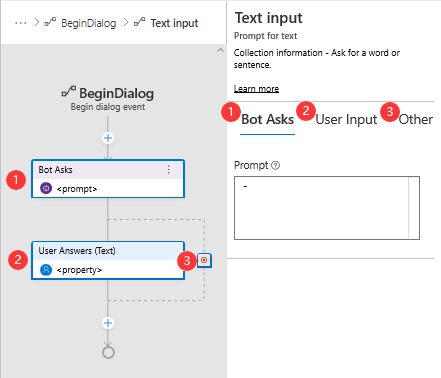 ... > BeginDialog > Text input
BeginDialog
Begin dialog event
1
Bot Asks
<prompt>
2
User Answers (Text)
<property>
3
Text input
Prompt for text
Collection information - Ask for a word or
sentence.
Learn more
1 Bot Asks 2 User Input 3 Other
Prompt
-